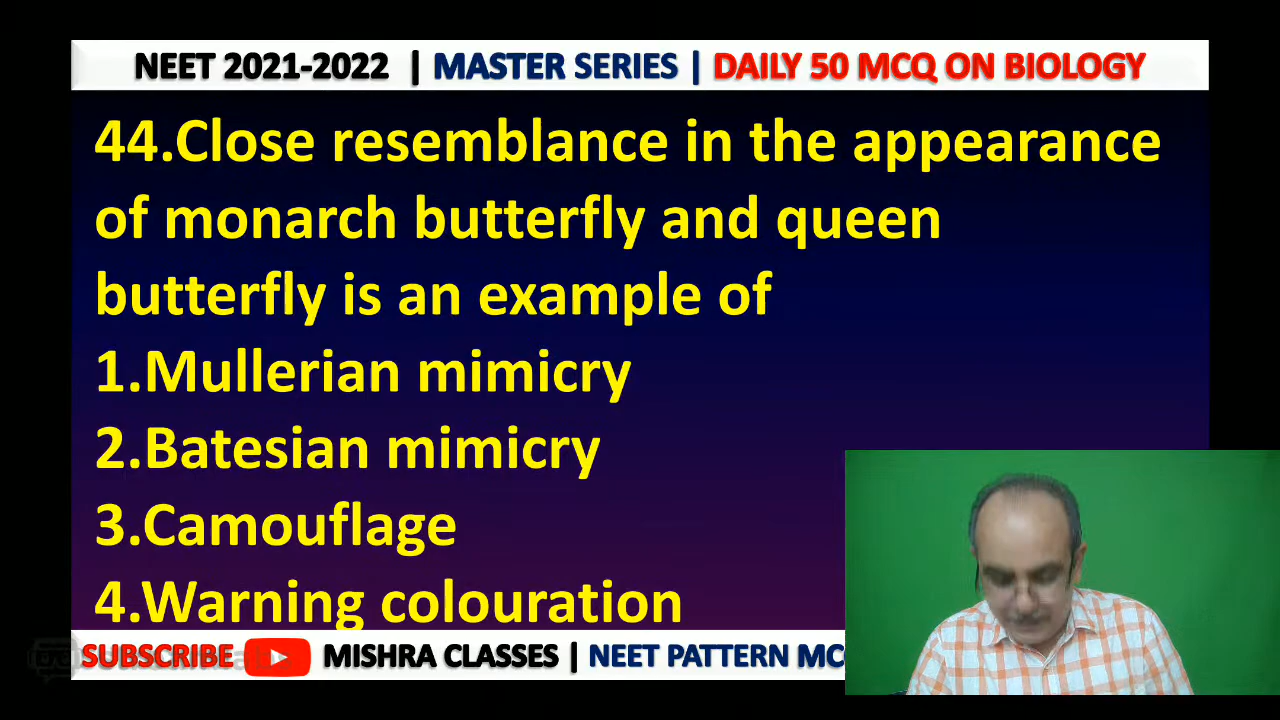 NEET 2021-2022 | MASTER SERIES | DAILY 50 MCQ ON BIOLOGY
44.Close resemblance in the appearance
of monarch butterfly and queen
butterfly is an example of
1.Mullerian mimicry
2.Batesian mimicry
3.Camouflage
4.Warning colouration
SUBSCRIBE MISHRA CLASSES | NEET PATTERN MC